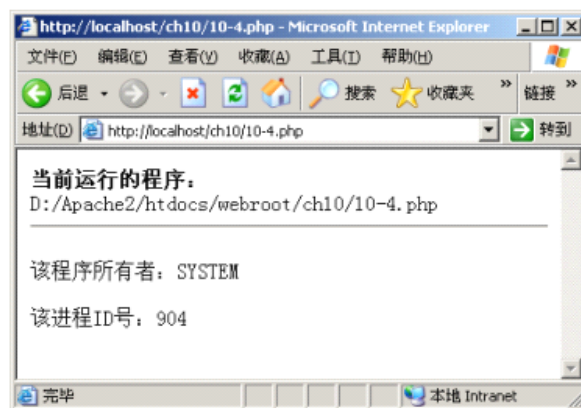 http://localhost/ch10/10-4.php - Microsoft Internet Explorer
文件(F) 编辑(E) 查看(V) 收藏(A) 工具(T) 帮助(H)
后退 搜索 收藏夹 » 链接 »
地址(D) http://localhost/ch10/10-4.php 转到
当前运行的程序：
D:/Apache2/htdocs/webroot/ch10/10-4.php
该程序所有者：SYSTEM
该进程ID号：904
完毕 本地 Intranet